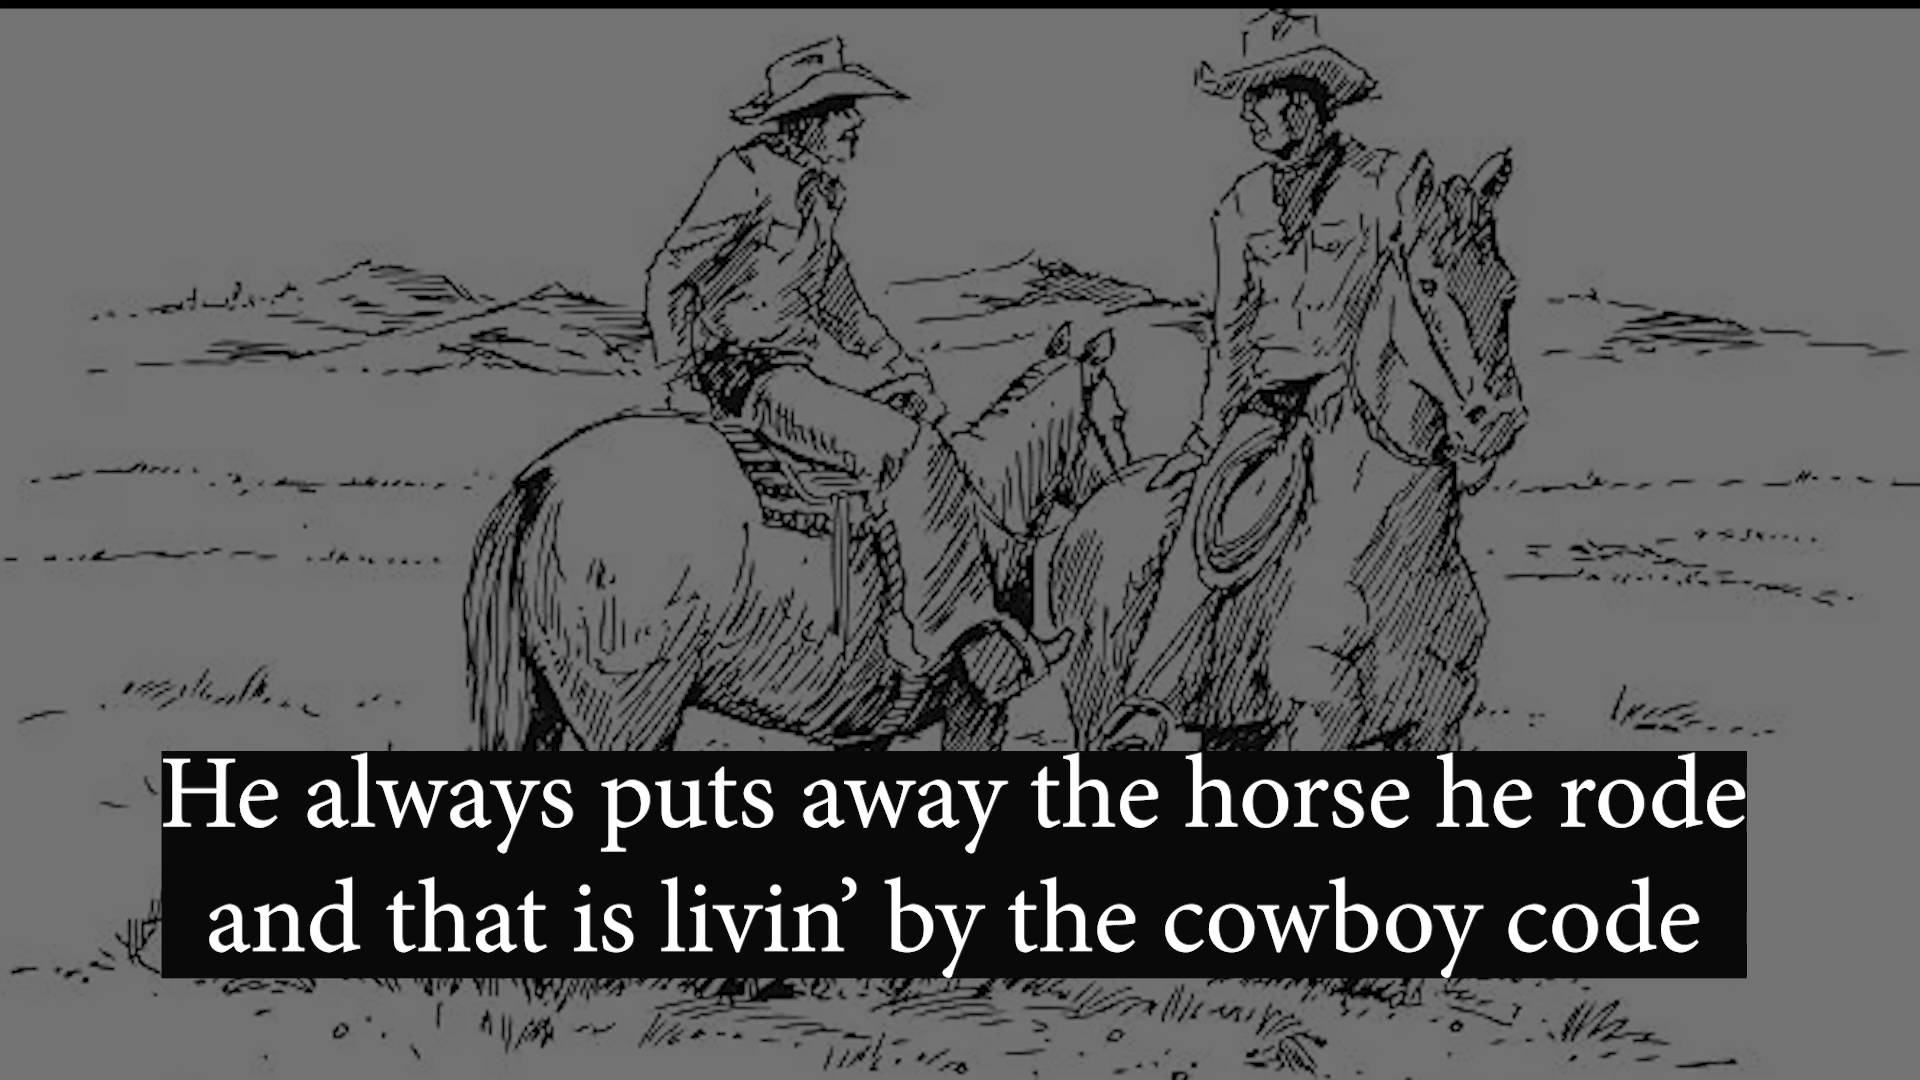 He always puts away the horse he rode
and that is livin’ by the cowboy code